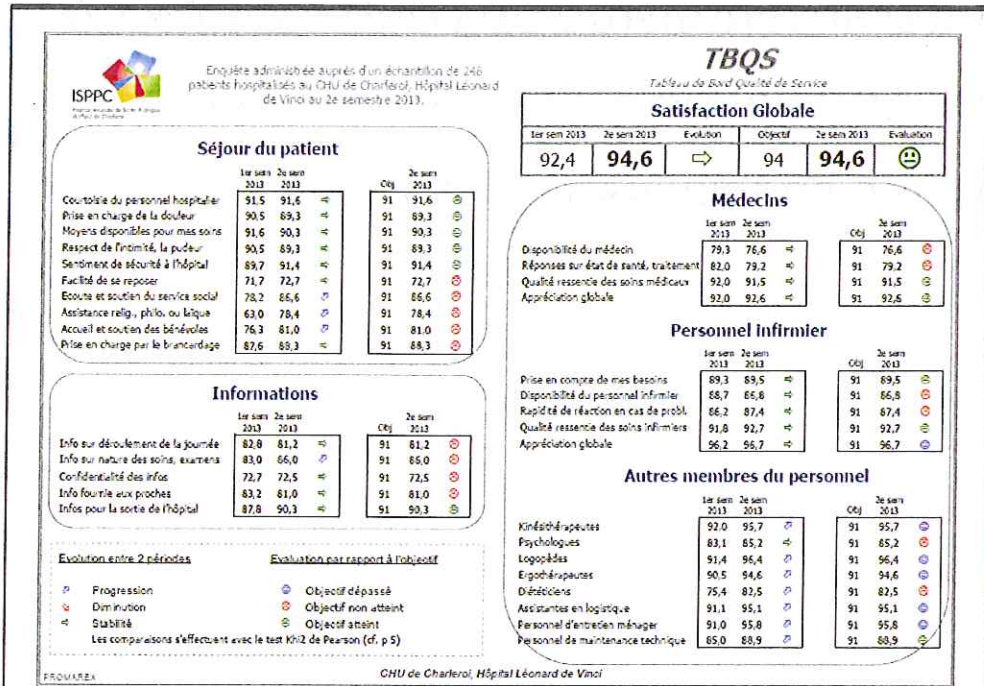 ISPPC
Enquête administrée auprès d'un échantillon de 246
patients hospitalisés au CHU de Charleroi, Hôpital Léonard
de Vinci au 2e semestre 2013.
TBQS
Tableau de Bord Qualité de Service
Satisfaction Globale
1er sem 2013 2e sem 2013 Evolution Objectif 2e sem 2013 Evaluation
92,4 94,6 94 94,6
Séjour du patient
1er sem 2e sem 2e sem
2013 2013 Obj 2013
Courtoisie du personnel hospitalier 91,5 91,6 91 91,6
Prise en charge de la douleur 90,5 89,3 91 89,3
Moyens disponibles pour mes soins 91,6 90,3 91 90,3
Respect de l'intimité, la pudeur 90,5 89,3 91 89,3
Sentiment de sécurité à l'hôpital 89,7 91,4 91 91,4
Facilité de se reposer 71,7 72,7 91 72,7
Ecoute et soutien du service social 78,2 86,6 91 86,6
Assistance relig., philo. ou laïque 63,0 78,4 91 78,4
Accueil et soutien des bénévoles 76,3 81,0 91 81,0
Prise en charge par le brancardage 87,6 88,3 91 88,3
Informations
1er sem 2e sem 2e sem
2013 2013 Obj 2013
Info sur déroulement de la journée 82,8 81,2 91 81,2
Info sur nature des soins, examens 83,0 86,0 91 86,0
Confidentialité des infos 72,7 72,5 91 72,5
Info fournie aux proches 83,2 81,0 91 81,0
Infos pour la sortie de l'hôpital 87,8 90,3 91 90,3
Evolution entre 2 périodes Evaluation par rapport à l'objectif
Progression Objectif dépassé
Diminution Objectif non atteint
Stabilité Objectif atteint
Les comparaisons s'effectuent avec le test Khi2 de Pearson (cf. p 5)
Médecins
1er sem 2e sem 2e sem
2013 2013 Obj 2013
Disponibilité du médecin 79,3 76,6 91 76,6
Réponses sur état de santé, traitement 82,0 79,2 91 79,2
Qualité ressentie des soins médicaux 92,0 91,5 91 91,5
Appréciation globale 92,0 92,6 91 92,6
Personnel infirmier
1er sem 2e sem 2e sem
2013 2013 Obj 2013
Prise en compte de mes besoins 89,3 89,5 91 89,5
Disponibilité du personnel infirmier 88,7 86,8 91 86,8
Rapidité de réaction en cas de probl. 86,2 87,4 91 87,4
Qualité ressentie des soins infirmiers 91,8 92,7 91 92,7
Appréciation globale 96,2 96,7 91 96,7
Autres membres du personnel
1er sem 2e sem 2e sem
2013 2013 Obj 2013
Kinésithérapeutes 92,0 95,7 91 95,7
Psychologues 83,1 85,2 91 85,2
Logopèdes 91,4 96,4 91 96,4
Ergothérapeutes 90,5 94,6 91 94,6
Diététiciens 75,4 82,5 91 82,5
Assistantes en logistique 91,1 95,1 91 95,1
Personnel d'entretien ménager 91,0 95,8 91 95,8
Personnel de maintenance technique 85,0 88,9 91 88,9
PROMAREX CHU de Charleroi, Hôpital Léonard de Vinci